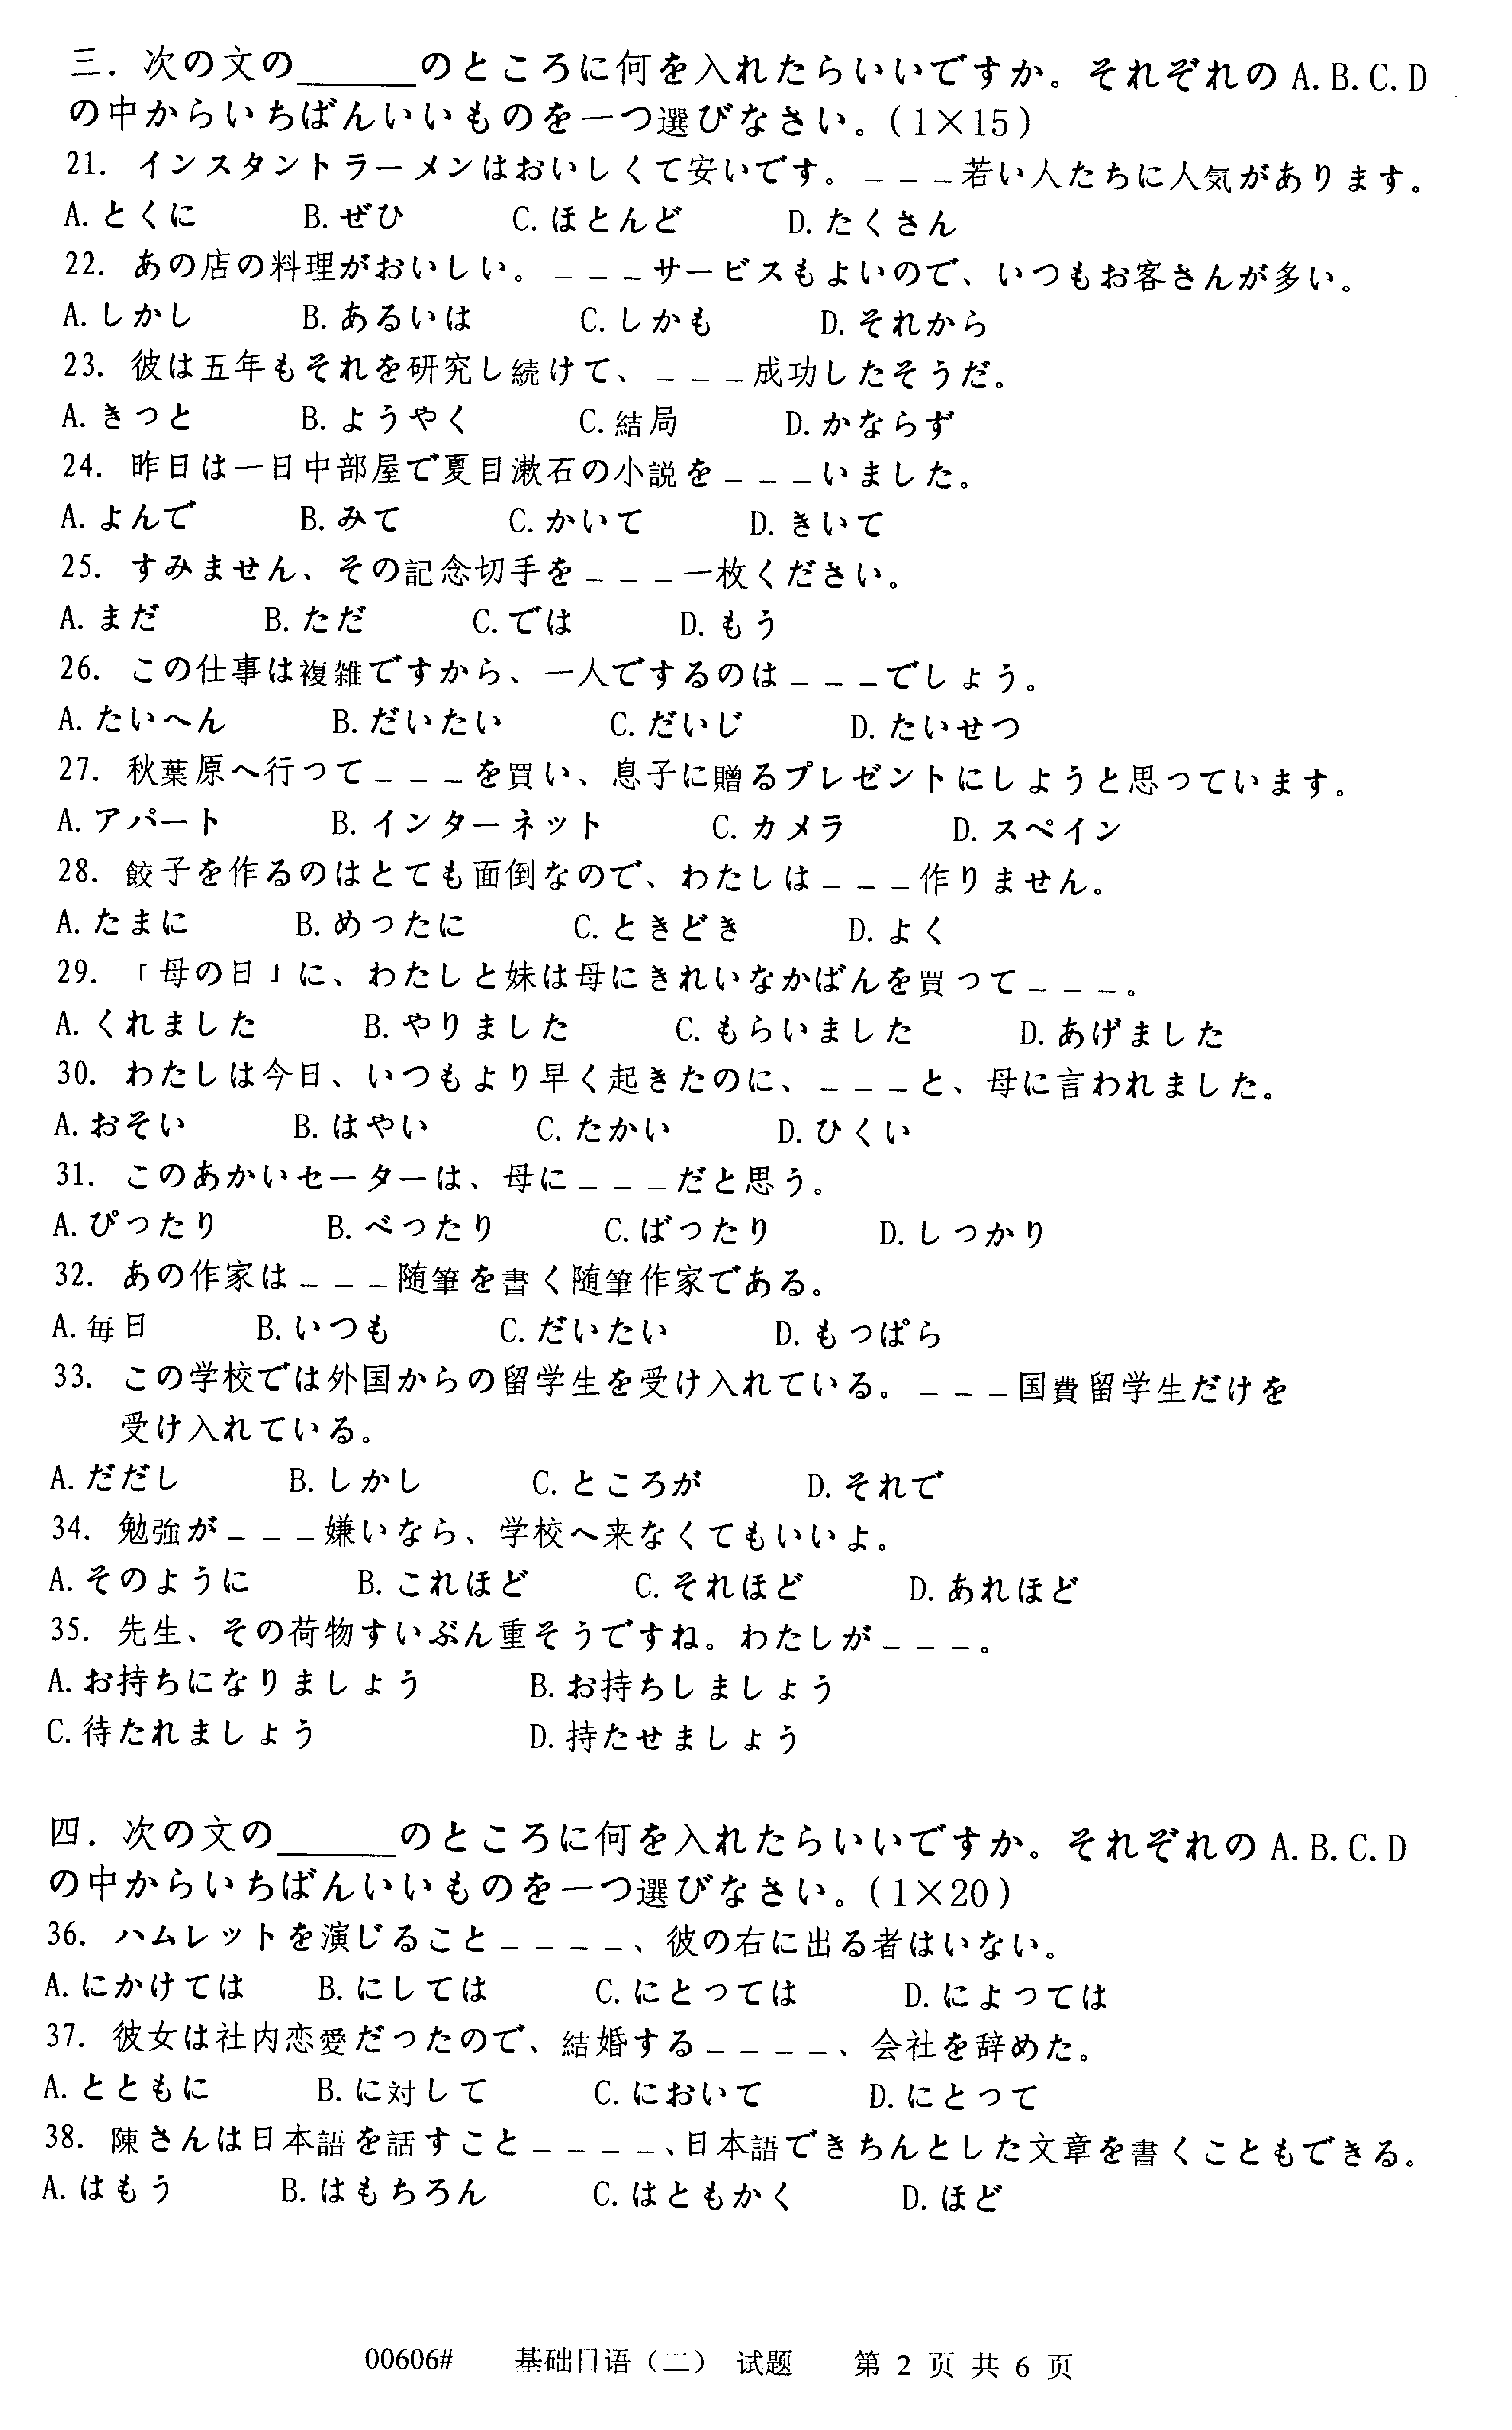 三．次の文の______のところに何を入れたらいいですか。それぞれの A.B.C.D
の中からいちばんいいものを一つ選びなさい。(1×15)
21. インスタントラーメンはおいしくて安いです。___若い人たちに人気があります。
A. とくに B. ぜひ C. ほとんど D. たくさん
22. あの店の料理がおいしい。___サービスもよいので、いつもお客さんが多い。
A. しかし B. あるいは C. しかも D. それから
23. 彼は五年もそれを研究し続けて、___成功したそうだ。
A. きっと B. ようやく C. 結局 D. かならず
24. 昨日は一日中部屋で夏目漱石の小説を___いました。
A. よんで B. みて C. かいて D. きいて
25. すみません、その記念切手を___一枚ください。
A. まだ B. ただ C. では D. もう
26. この仕事は複雑ですから、一人でするのは___でしょう。
A. たいへん B. だいたい C. だいじ D. たいせつ
27. 秋葉原へ行って___を買い、息子に贈るプレゼントにしようと思っています。
A. アパート B. インターネット C. カメラ D. スペイン
28. 餃子を作るのはとても面倒なので、わたしは___作りません。
A. たまに B. めったに C. ときどき D. よく
29. 「母の日」に、わたしと妹は母にきれいなかばんを買って___。
A. くれました B. やりました C. もらいました D. あげました
30. わたしは今日、いつもより早く起きたのに、___と、母に言われました。
A. おそい B. はやい C. たかい D. ひくい
31. このあかいセーターは、母に___だと思う。
A. ぴったり B. べったり C. ばったり D. しっかり
32. あの作家は___随筆を書く随筆作家である。
A. 毎日 B. いつも C. だいたい D. もっぱら
33. この学校では外国からの留学生を受け入れている。___国費留学生だけを
受け入れている。
A. だだし B. しかし C. ところが D. それで
34. 勉強が___嫌いなら、学校へ来なくてもいいよ。
A. そのように B. これほど C. それほど D. あれほど
35. 先生、その荷物すいぶん重そうですね。わたしが___。
A. お持ちになりましょう B. お持ちしましょう
C. 待たれましょう D. 持たせましょう
四．次の文の______のところに何を入れたらいいですか。それぞれの A.B.C.D
の中からいちばんいいものを一つ選びなさい。(1×20)
36. ハムレットを演じること____、彼の右に出る者はいない。
A. にかけては B. にしては C. にとっては D. によっては
37. 彼女は社内恋愛だったので、結婚する____、会社を辞めた。
A. とともに B. に対して C. において D. にとって
38. 陳さんは日本語を話すこと____、日本語できちんとした文章を書くこともできる。
A. はもう B. はもちろん C. はともかく D. ほど
00606# 基础日语（二） 试题 第 2 页 共 6 页